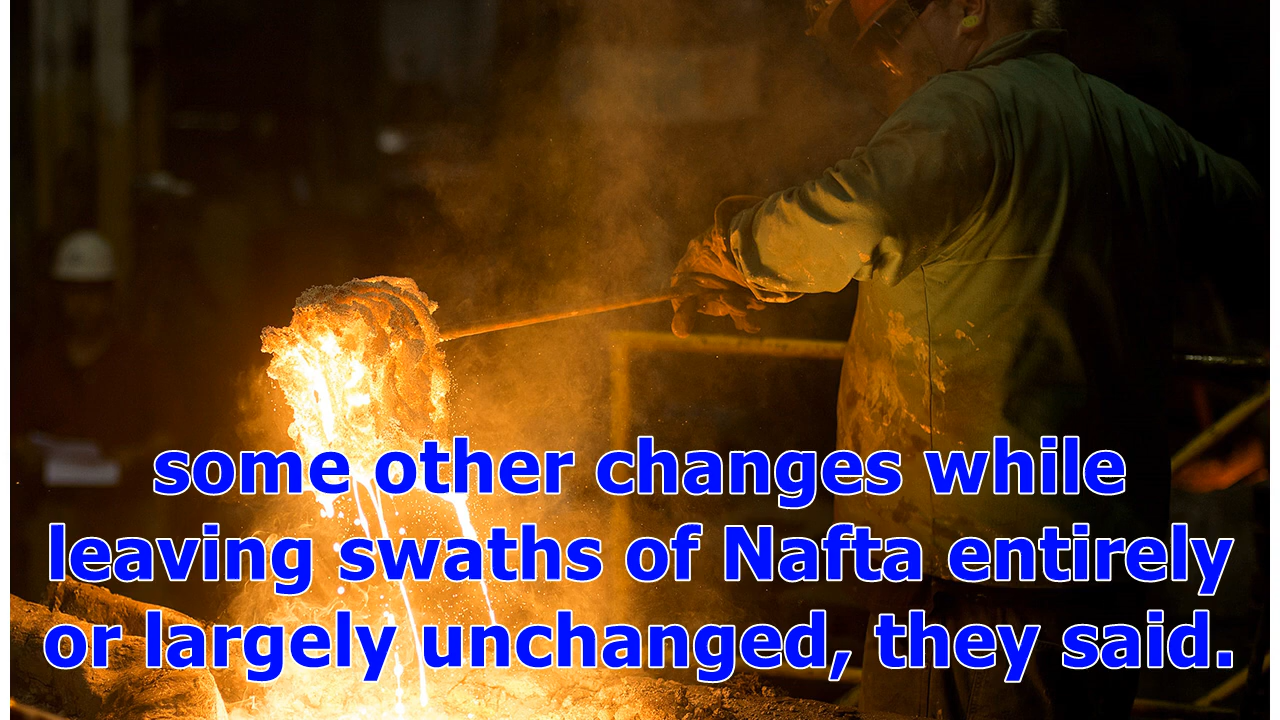 some other changes while
leaving swaths of Nafta entirely
or largely unchanged, they said.